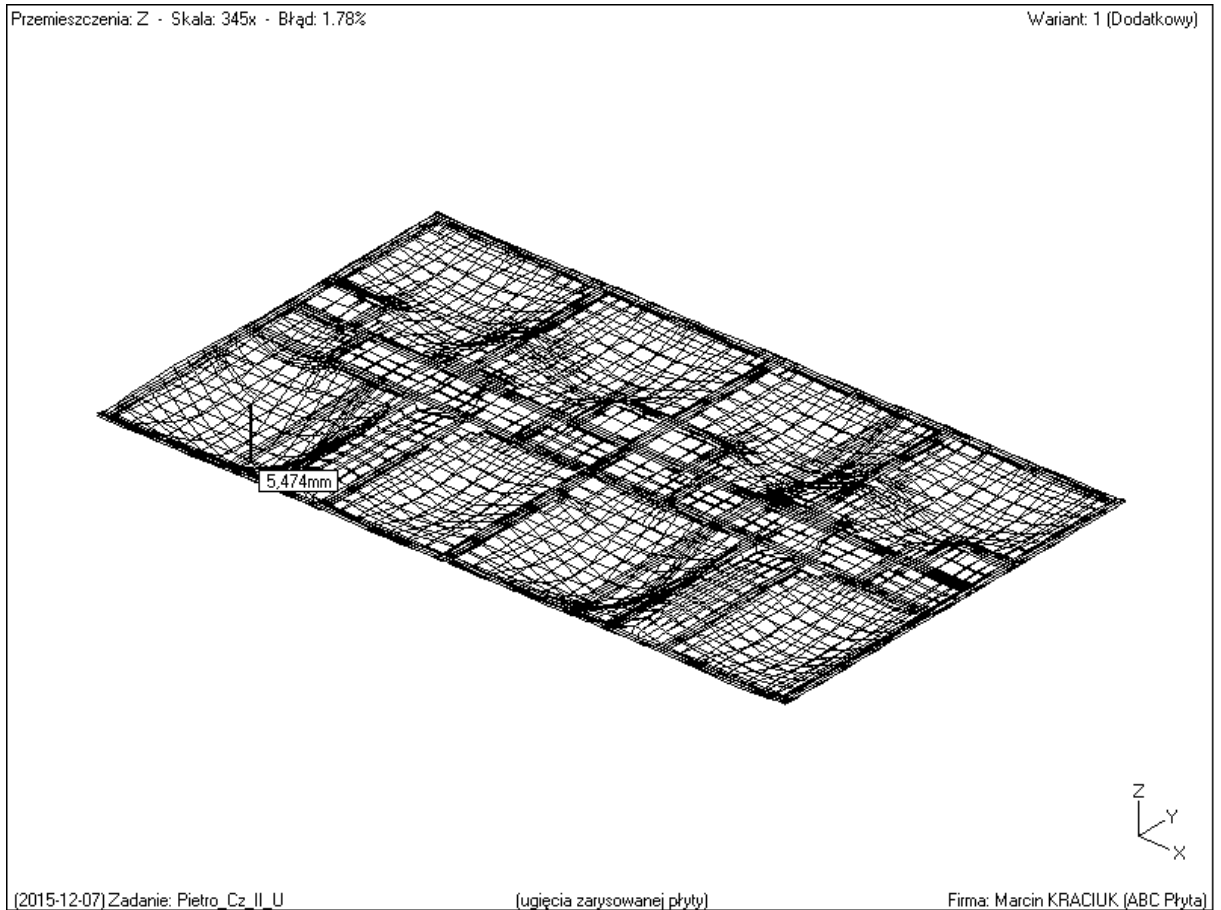 Przemieszczenia: Z - Skala: 345x - Błąd: 1.78%
Wariant: 1 (Dodatkowy)
5,474mm
Z
Y
X
(2015-12-07) Zadanie: Pietro_Cz_II_U
(ugięcia zarysowanej płyty)
Firma: Marcin KRACIUK (ABC Płyta)